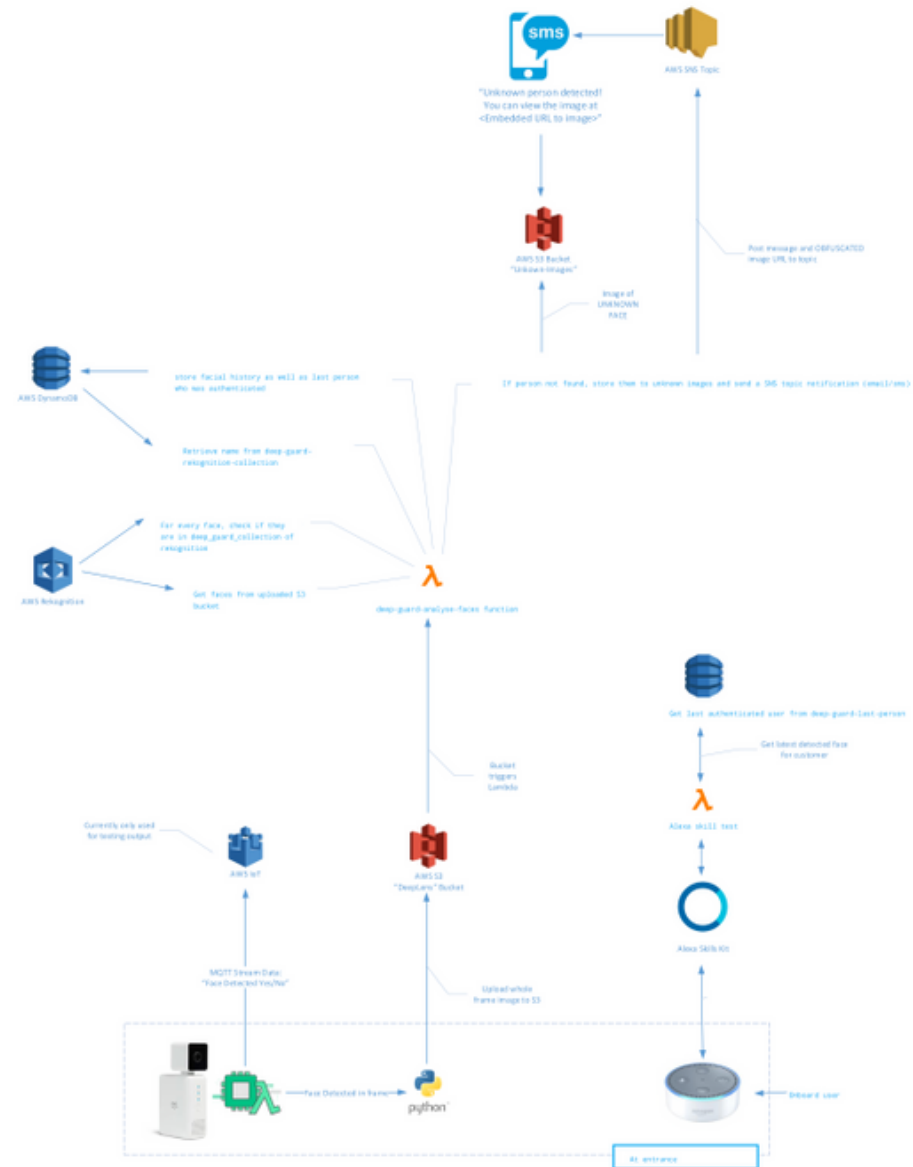 sms
AWS SNS Topic
"Unknown person detected!
You can view the image at
<Embedded URL to image>"
Post message and OBFUSCATED
image URL to topic
AWS S3 Bucket
"Unkown-Images"
Image of
UNKNOWN
FACE
store facial history as well as last person
who was authenticated
If person not found, store them to unknown images and send a SNS topic notification (email/sms)
AWS DynamoDB
Retrieve name from deep-guard-
rekognition-collection
For every face, check if they
are in deep_guard_collection of
rekognition
AWS Rekognition
Get faces from uploaded S3
bucket
λ
deep-guard-analyse-faces function
Get last authenticated user from deep-guard-last-person
Get latest detected face
for customer
Bucket
triggers
Lambda
λ
Alexa skill test
Currently only used
for testing output
AWS IoT
AWS S3
"DeepLens" Bucket
Alexa Skills Kit
MQTT Stream Data:
"Face Detected Yes/No"
Upload whole
frame image to S3
Face Detected in frame
python
Onboard user
At entrance